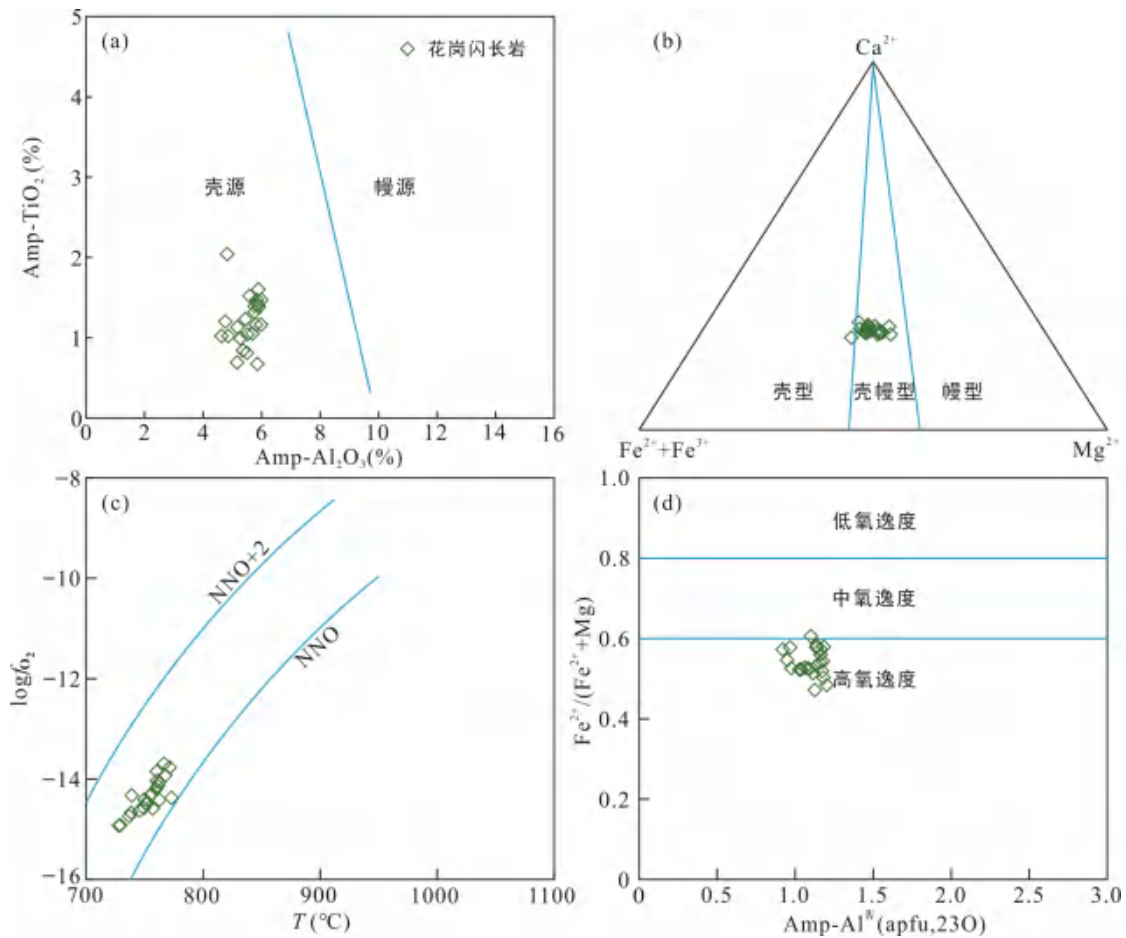 (a)
◇ 花岗闪长岩
壳源
幔源
Amp-TiO₂(%)
5
4
3
2
1
0
0 2 4 6 8 10 12 14 16
Amp-Al₂O₃(%)
(b)
Ca²⁺
壳型
壳幔型
幔型
Fe²⁺+Fe³⁺
Mg²⁺
(c)
NNO+2
NNO
logfo₂
−8
−10
−12
−14
−16
700 800 900 1000 1100
T(°C)
(d)
低氧逸度
中氧逸度
高氧逸度
Fe²⁺/(Fe²⁺+Mg)
1.0
0.8
0.6
0.4
0.2
0
0 0.5 1.0 1.5 2.0 2.5 3.0
Amp-Alᴵⱽ(apfu,23O)